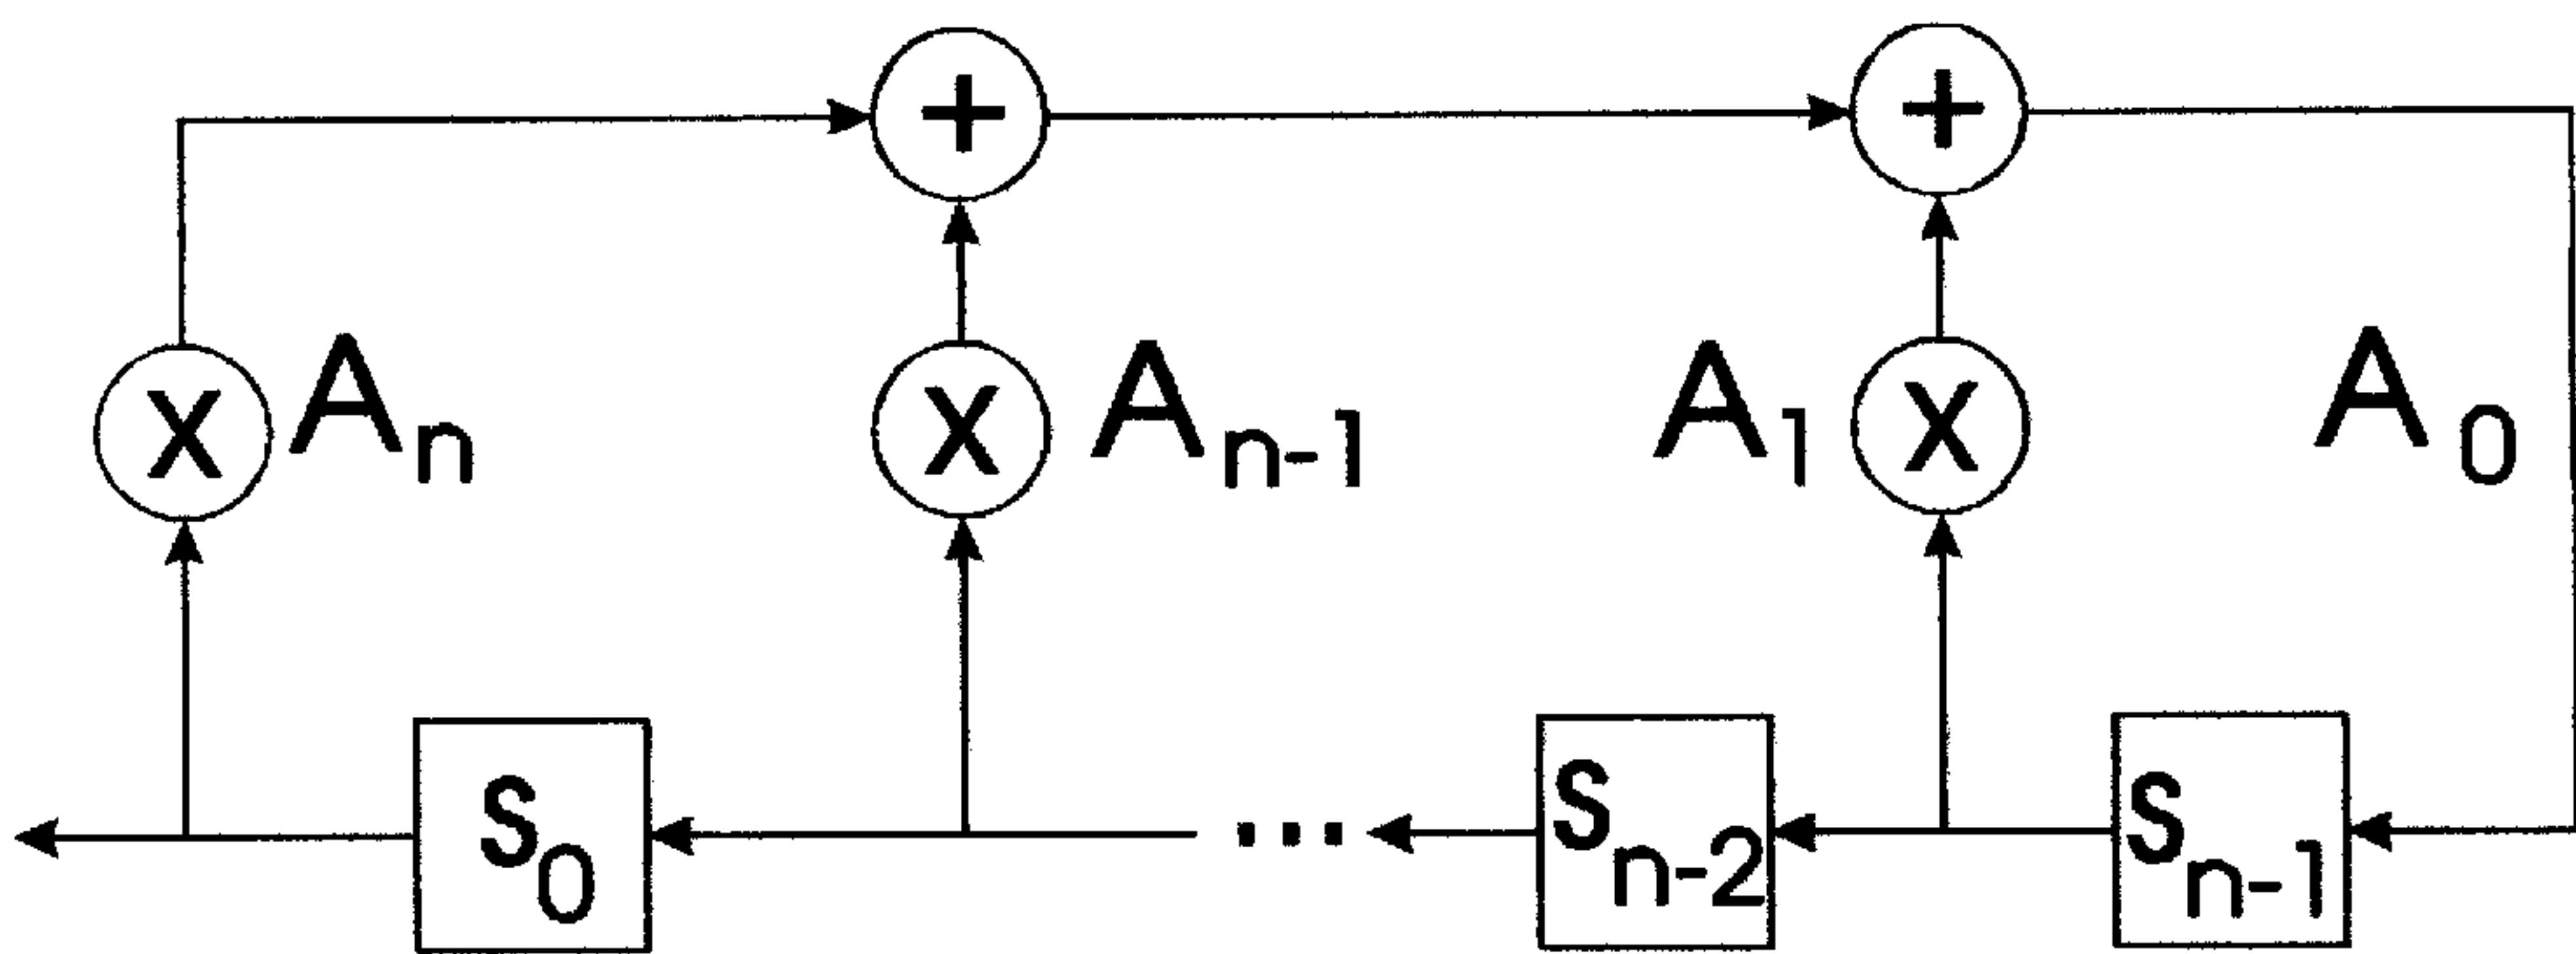 + +
X A_n X A_{n-1} A_1 X A_0
S_0 ... S_{n-2} S_{n-1}